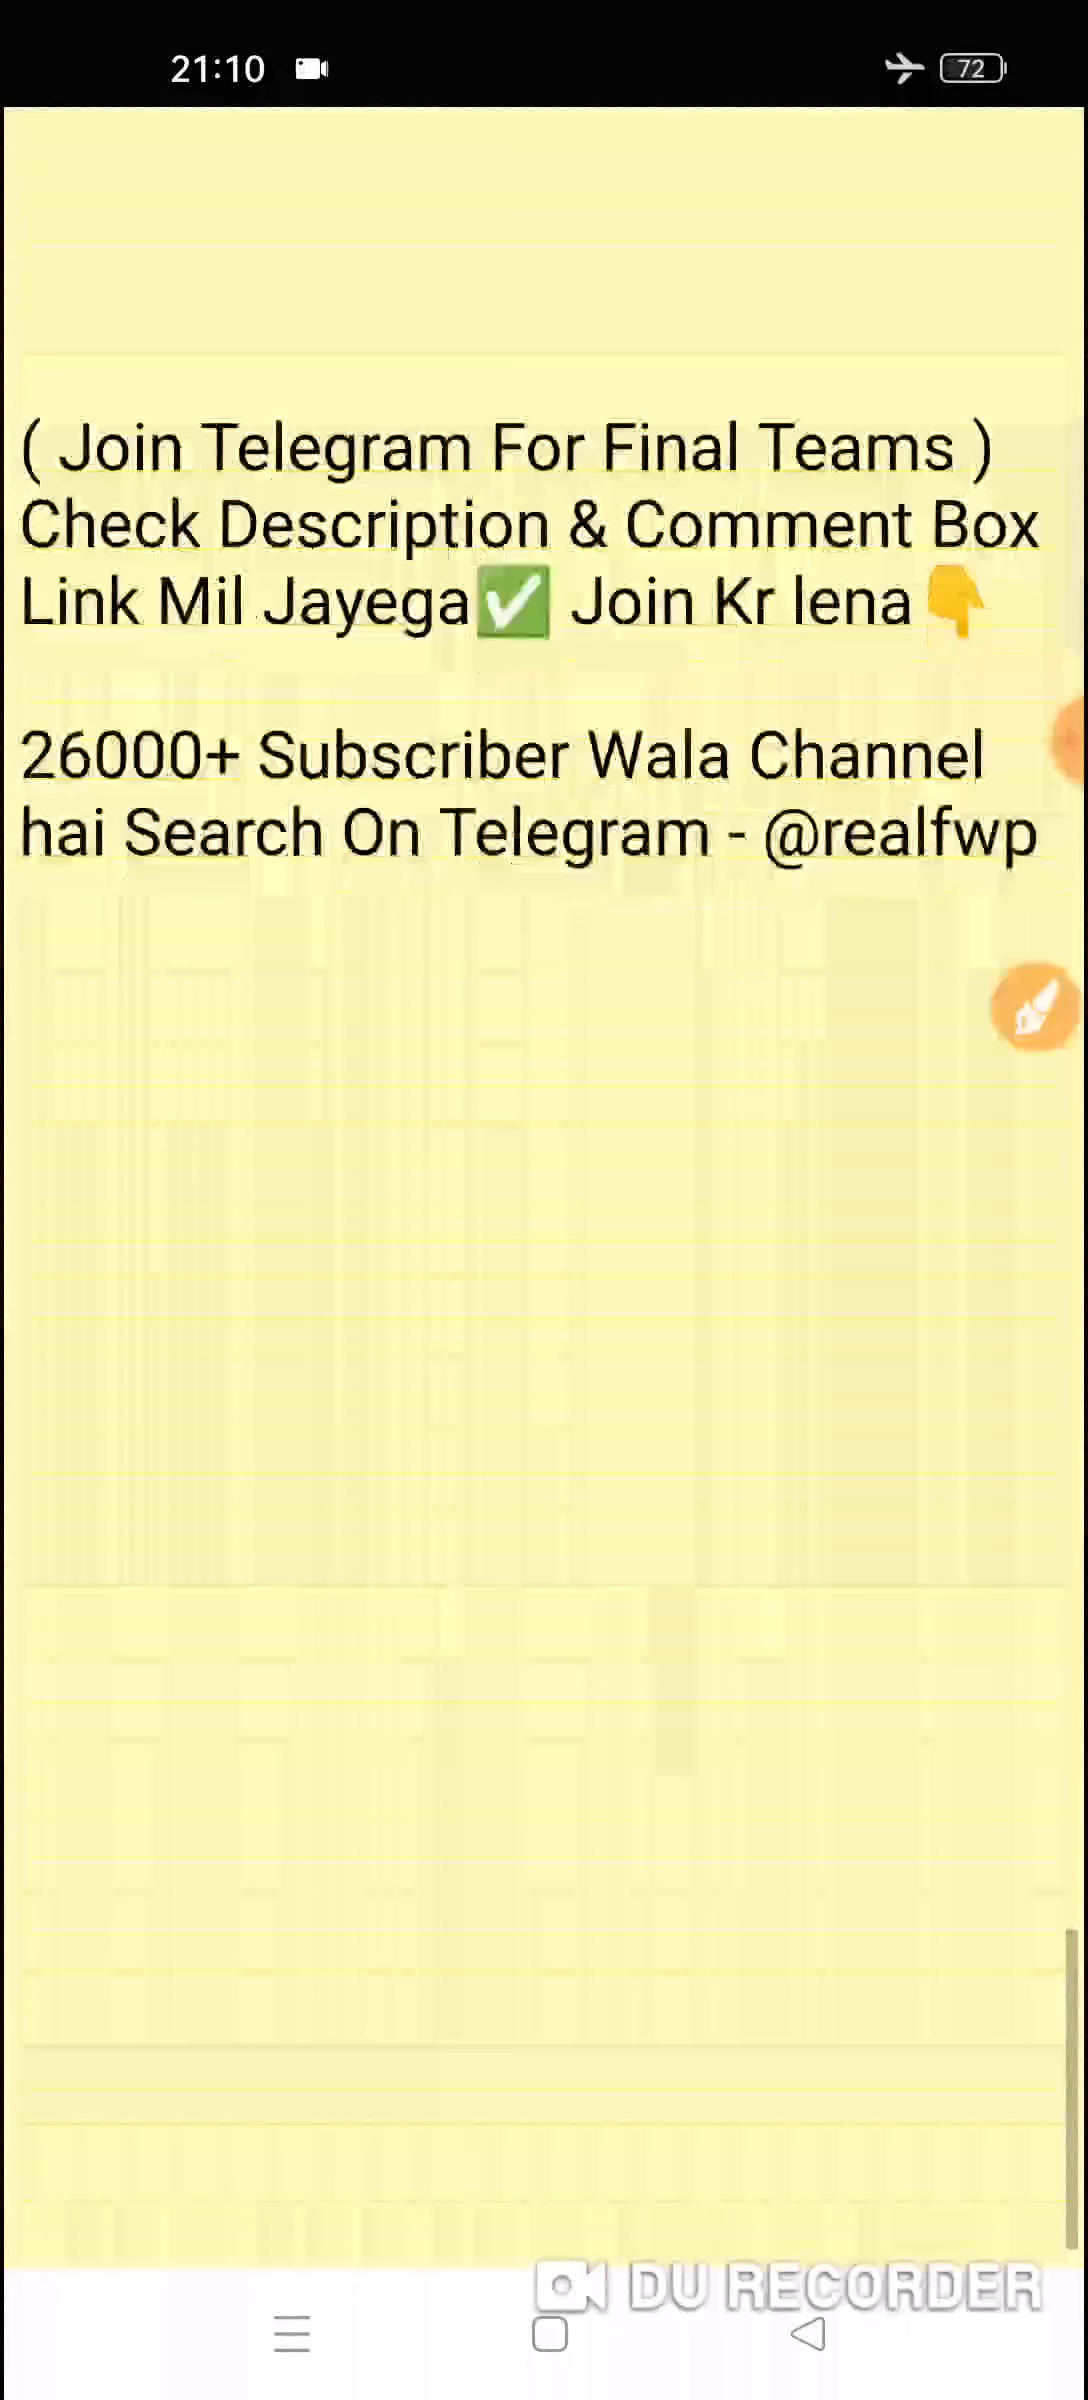 21:10
72
( Join Telegram For Final Teams )
Check Description & Comment Box
Link Mil Jayega✅ Join Kr lena👇
26000+ Subscriber Wala Channel
hai Search On Telegram - @realfwp
DU RECORDER